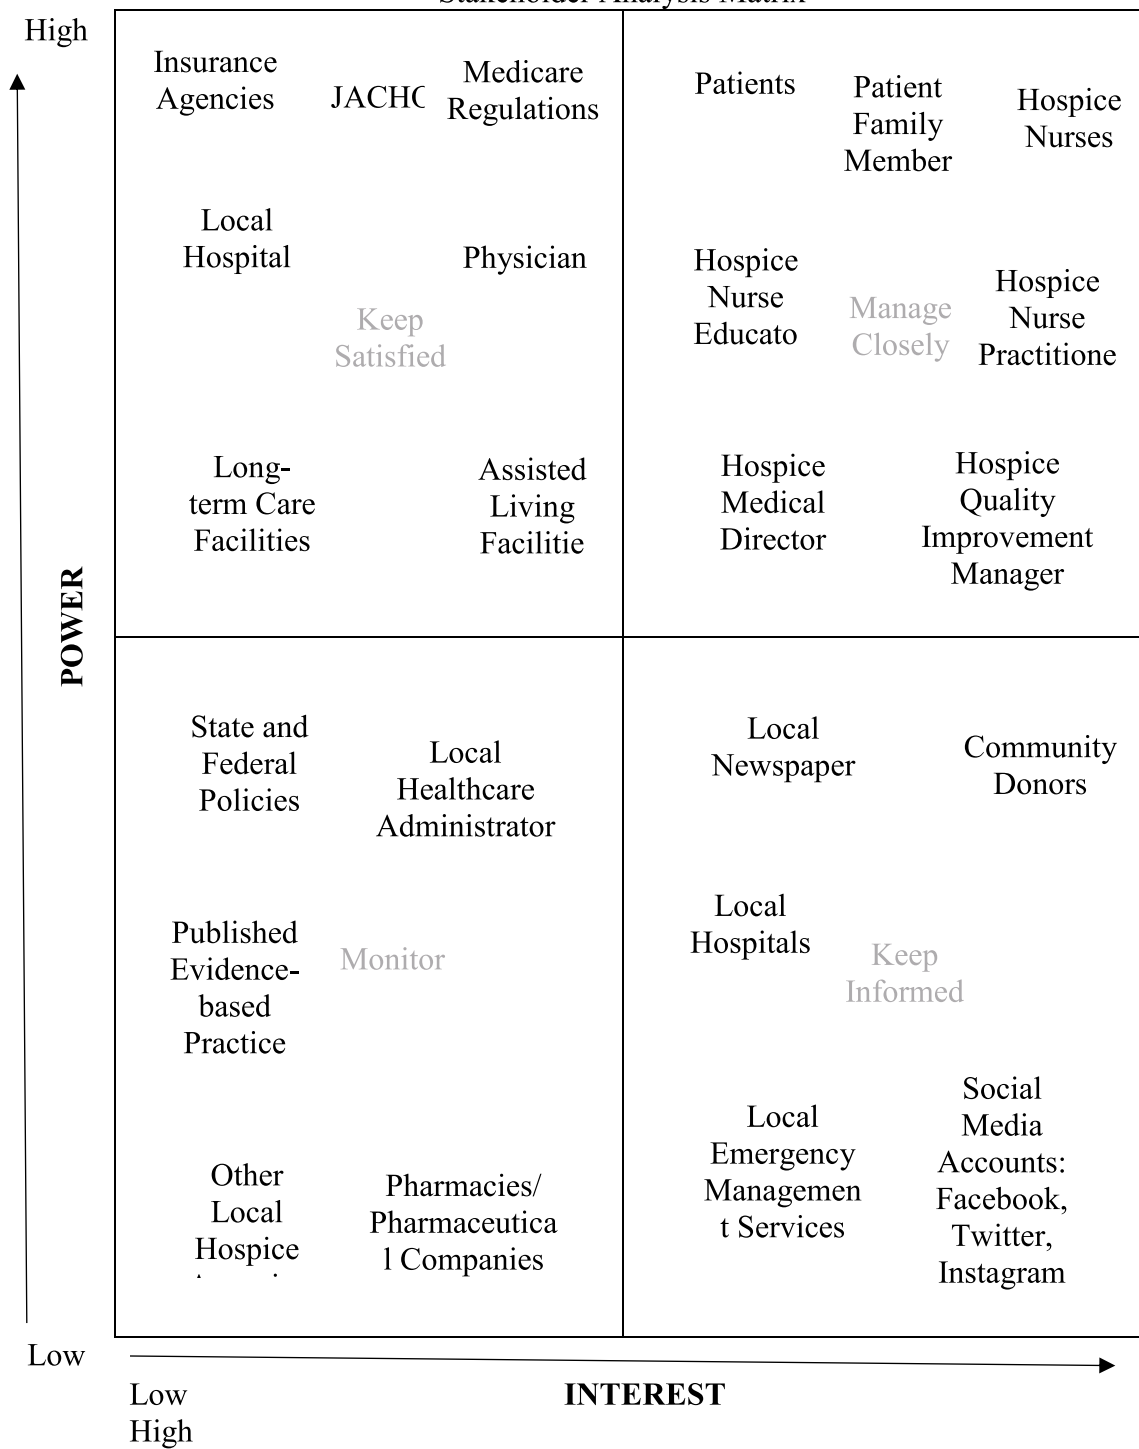 Stakeholder Analysis Matrix
High
Insurance
Agencies
JACHC
Medicare
Regulations
Patients
Patient
Family
Member
Hospice
Nurses
Local
Hospital
Physician
Keep
Satisfied
Hospice
Nurse
Educato
Manage
Closely
Hospice
Nurse
Practitione
Long-
term Care
Facilities
Assisted
Living
Facilitie
Hospice
Medical
Director
Hospice
Quality
Improvement
Manager
POWER
State and
Federal
Policies
Local
Healthcare
Administrator
Local
Newspaper
Community
Donors
Published
Evidence-
based
Practice
Monitor
Local
Hospitals
Keep
Informed
Other
Local
Hospice
Pharmacies/
Pharmaceutica
l Companies
Local
Emergency
Managemen
t Services
Social
Media
Accounts:
Facebook,
Twitter,
Instagram
Low
Low
High
INTEREST